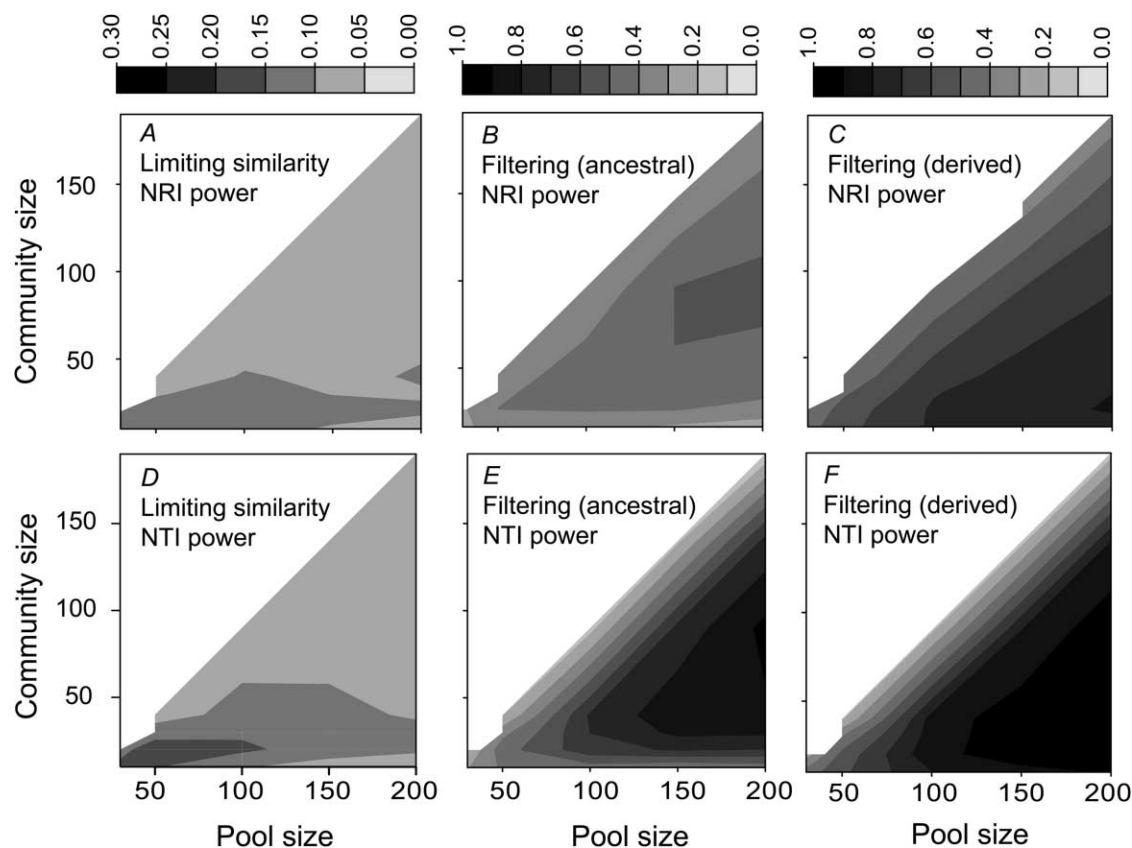 0.30 0.25 0.20 0.15 0.10 0.05 0.00
1.0 0.8 0.6 0.4 0.2 0.0
1.0 0.8 0.6 0.4 0.2 0.0
A
Limiting similarity
NRI power
B
Filtering (ancestral)
NRI power
C
Filtering (derived)
NRI power
Community size
150
100
50
D
Limiting similarity
NTI power
E
Filtering (ancestral)
NTI power
F
Filtering (derived)
NTI power
Community size
150
100
50
50 100 150 200
50 100 150 200
50 100 150 200
Pool size
Pool size
Pool size